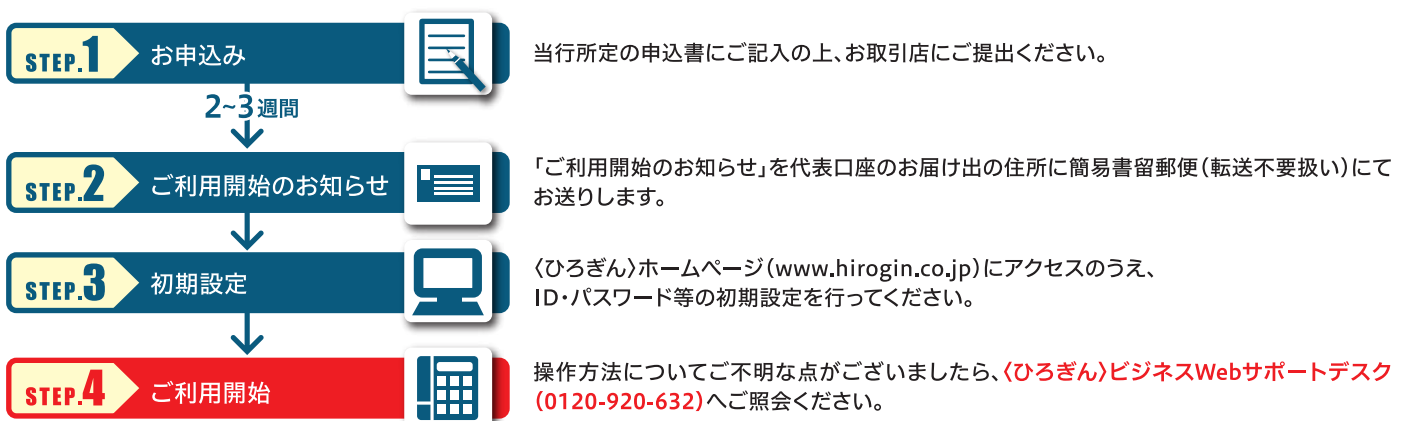 STEP.1 お申込み
当行所定の申込書にご記入の上、お取引店にご提出ください。
2~3週間
STEP.2 ご利用開始のお知らせ
「ご利用開始のお知らせ」を代表口座のお届け出の住所に簡易書留郵便(転送不要扱い)にて
お送りします。
STEP.3 初期設定
〈ひろぎん〉ホームページ(www.hirogin.co.jp)にアクセスのうえ、
ID・パスワード等の初期設定を行ってください。
STEP.4 ご利用開始
操作方法についてご不明な点がございましたら、〈ひろぎん〉ビジネスWebサポートデスク
(0120-920-632)へご照会ください。